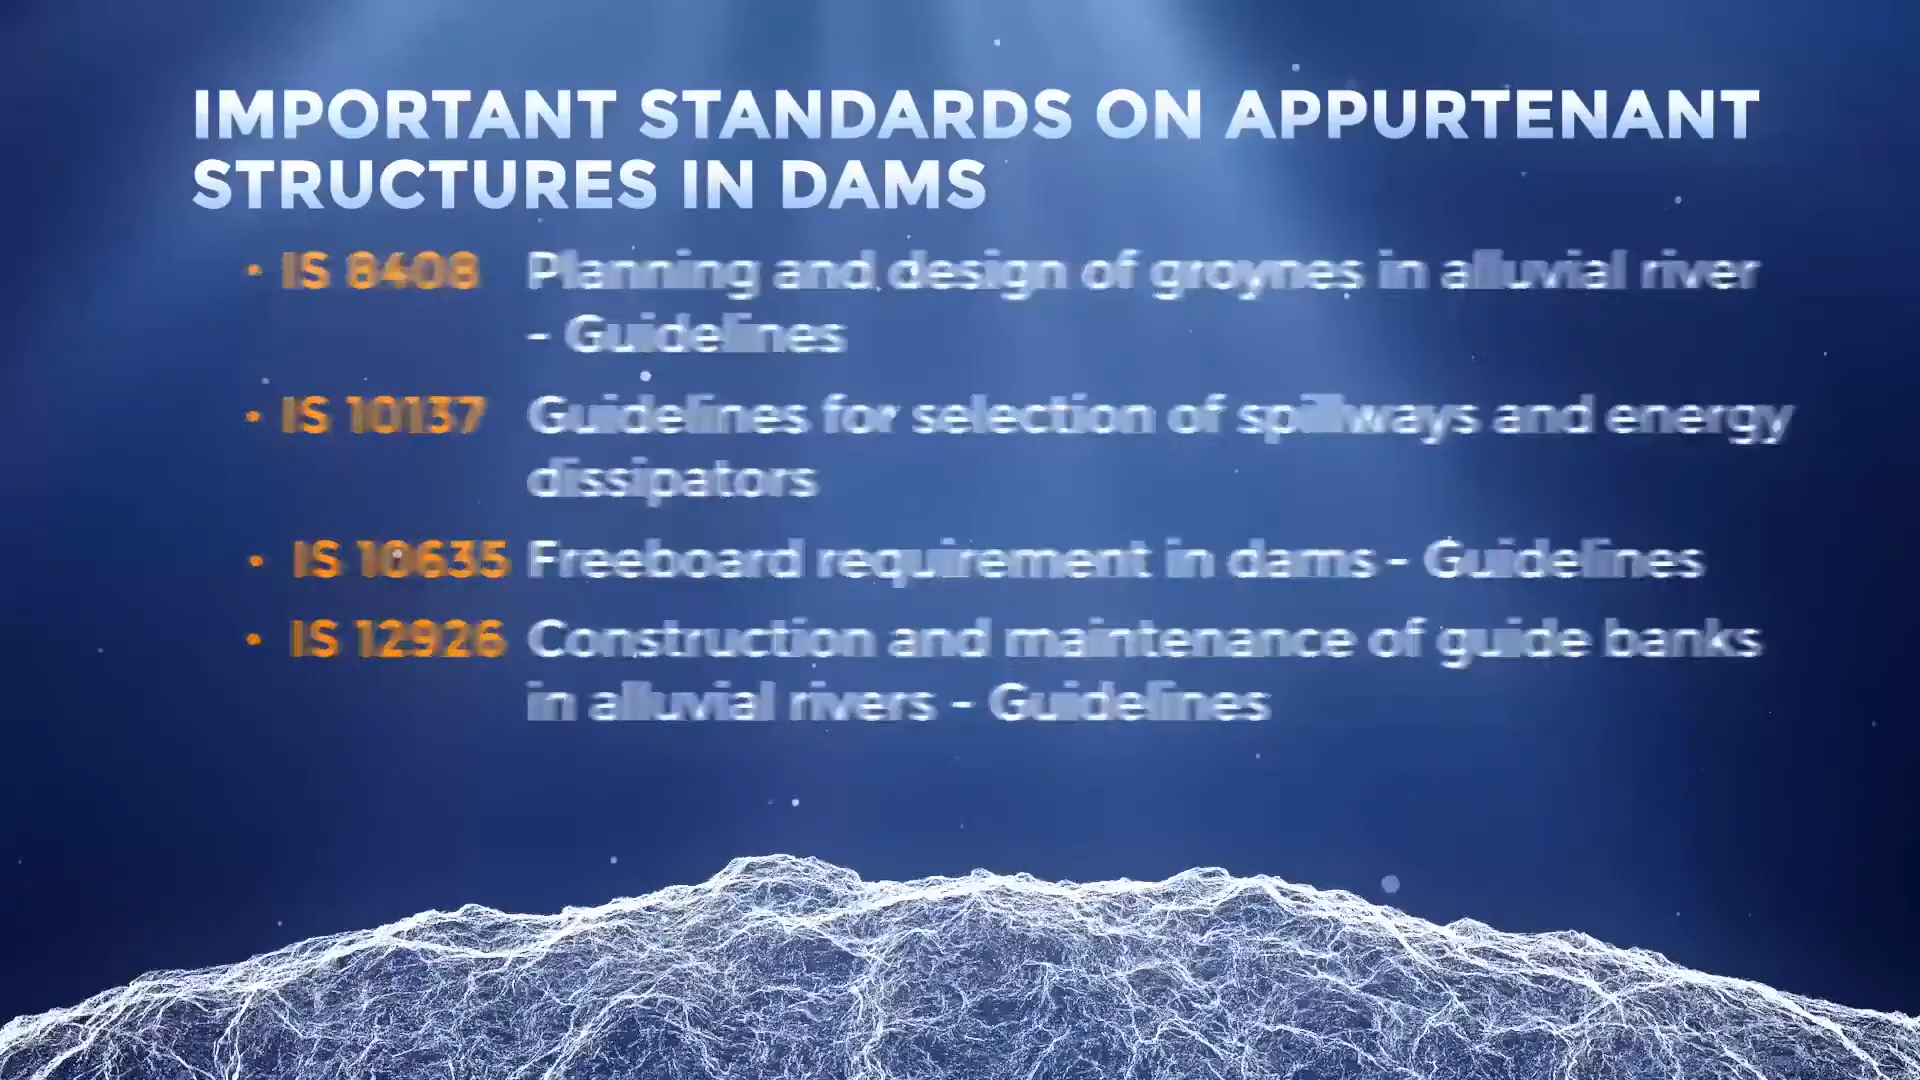 IMPORTANT STANDARDS ON APPURTENANT
STRUCTURES IN DAMS
• IS 8408 Planning and design of groynes in alluvial river
- Guidelines
• IS 10137 Guidelines for selection of spillways and energy
dissipators
• IS 10635 Freeboard requirement in dams - Guidelines
• IS 12926 Construction and maintenance of guide banks
in alluvial rivers - Guidelines